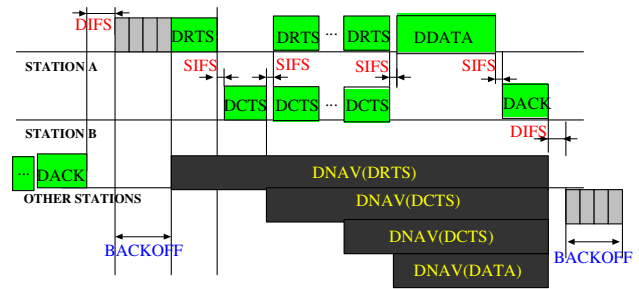 DIFS
DRTS
DRTS ... DRTS
DDATA
SIFS
SIFS
SIFS
SIFS
STATION A
DCTS
DCTS ... DCTS
DACK
STATION B
DIFS
... DACK
DNAV(DRTS)
OTHER STATIONS
DNAV(DCTS)
DNAV(DCTS)
BACKOFF
BACKOFF
DNAV(DATA)